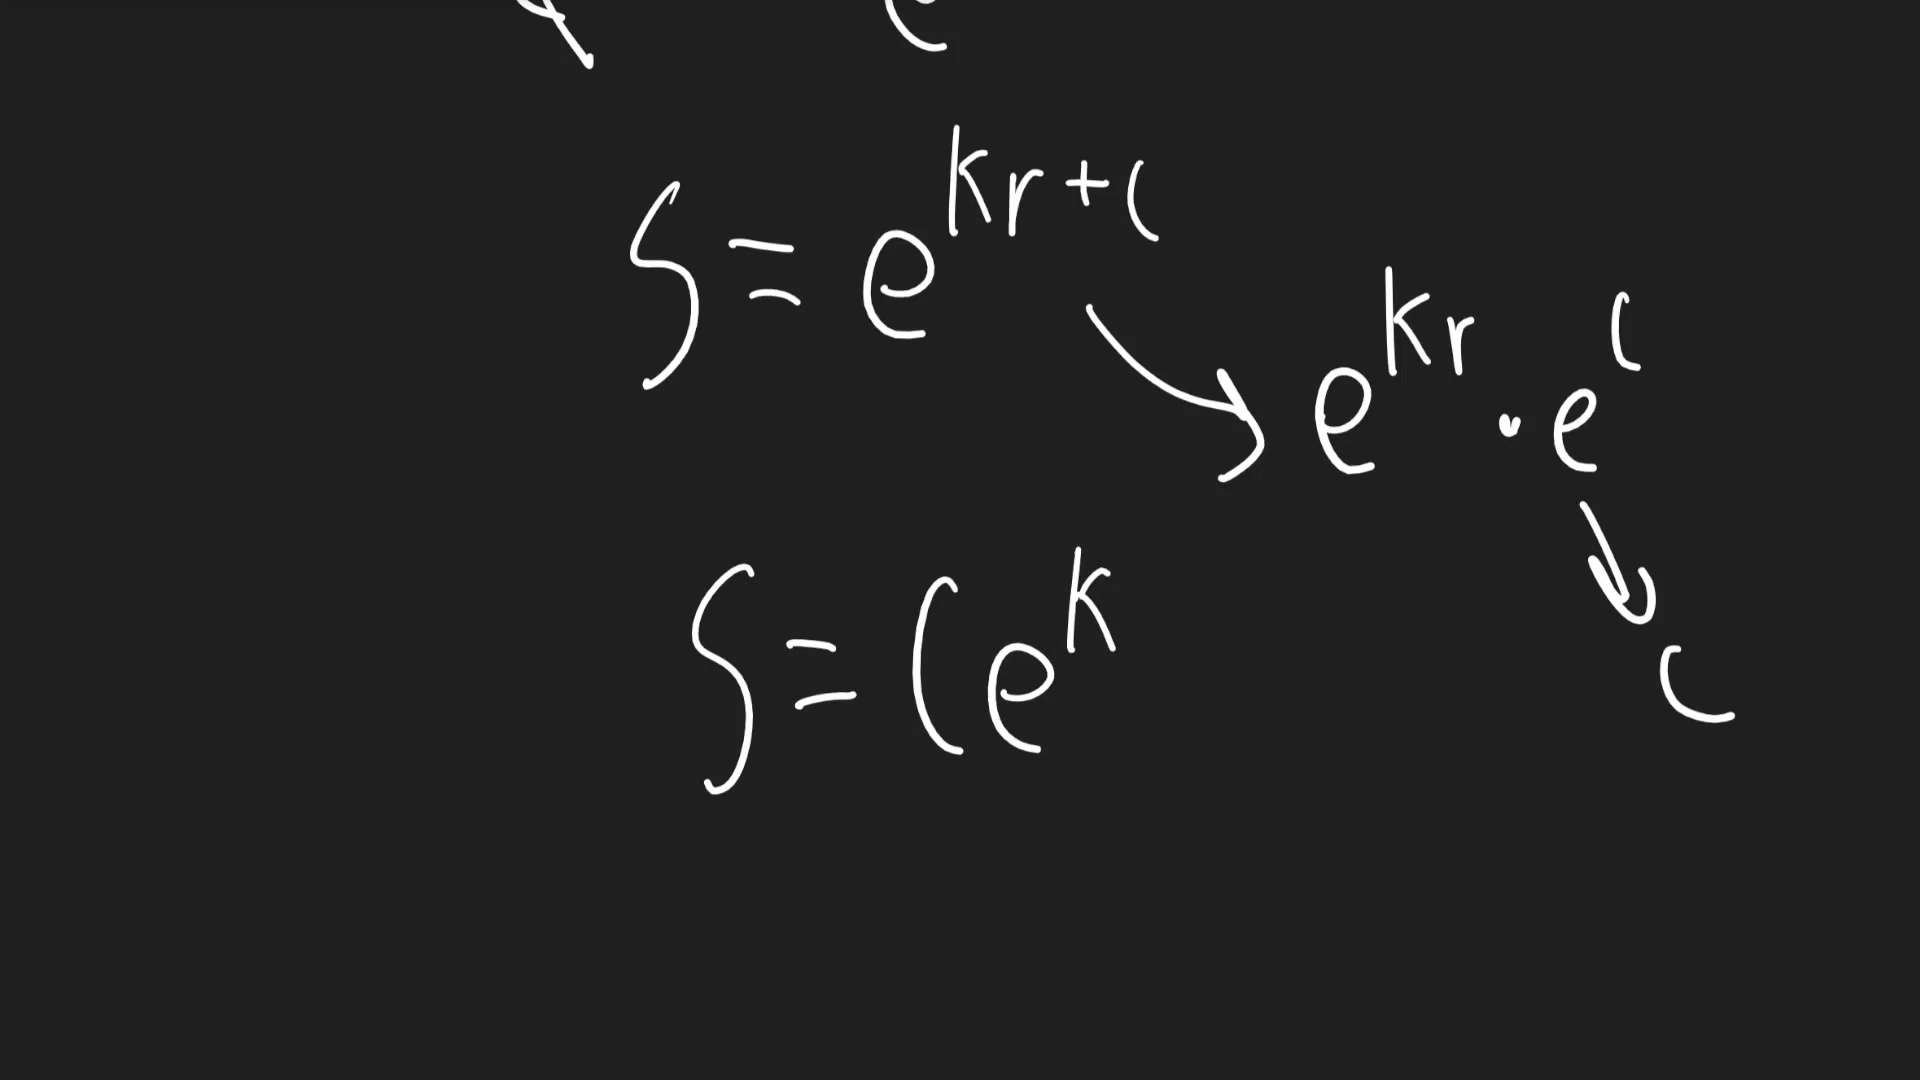 S = e^{kr+c}
e^{kr} · e^{c}
S = Ce^{k}
C